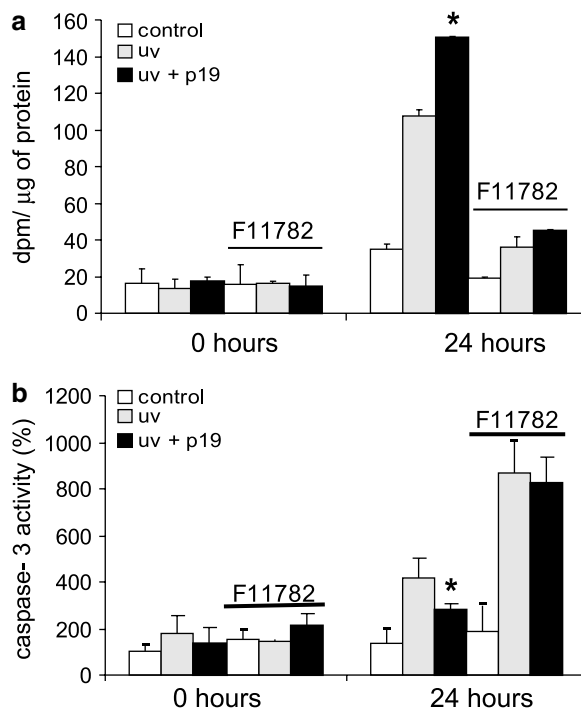 a
dpm/ μg of protein
160
140
120
100
80
60
40
20
0
control
uv
uv + p19
F11782
*
F11782
0 hours
24 hours
b
caspase- 3 activity (%)
1200
1000
800
600
400
200
0
control
uv
uv + p19
F11782
*
F11782
0 hours
24 hours